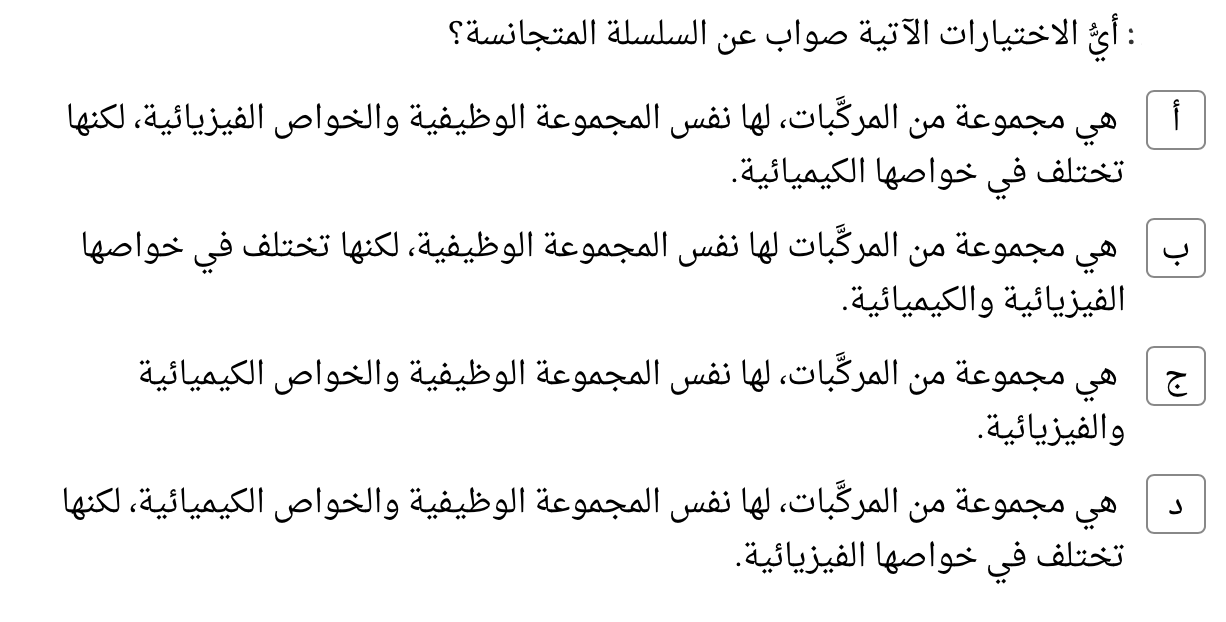 : أيُّ الاختيارات الآتية صواب عن السلسلة المتجانسة؟
أ هي مجموعة من المركَّبات، لها نفس المجموعة الوظيفية والخواص الفيزيائية، لكنها
تختلف في خواصها الكيميائية.
ب هي مجموعة من المركَّبات لها نفس المجموعة الوظيفية، لكنها تختلف في خواصها
الفيزيائية والكيميائية.
ج هي مجموعة من المركَّبات، لها نفس المجموعة الوظيفية والخواص الكيميائية
والفيزيائية.
د هي مجموعة من المركَّبات، لها نفس المجموعة الوظيفية والخواص الكيميائية، لكنها
تختلف في خواصها الفيزيائية.